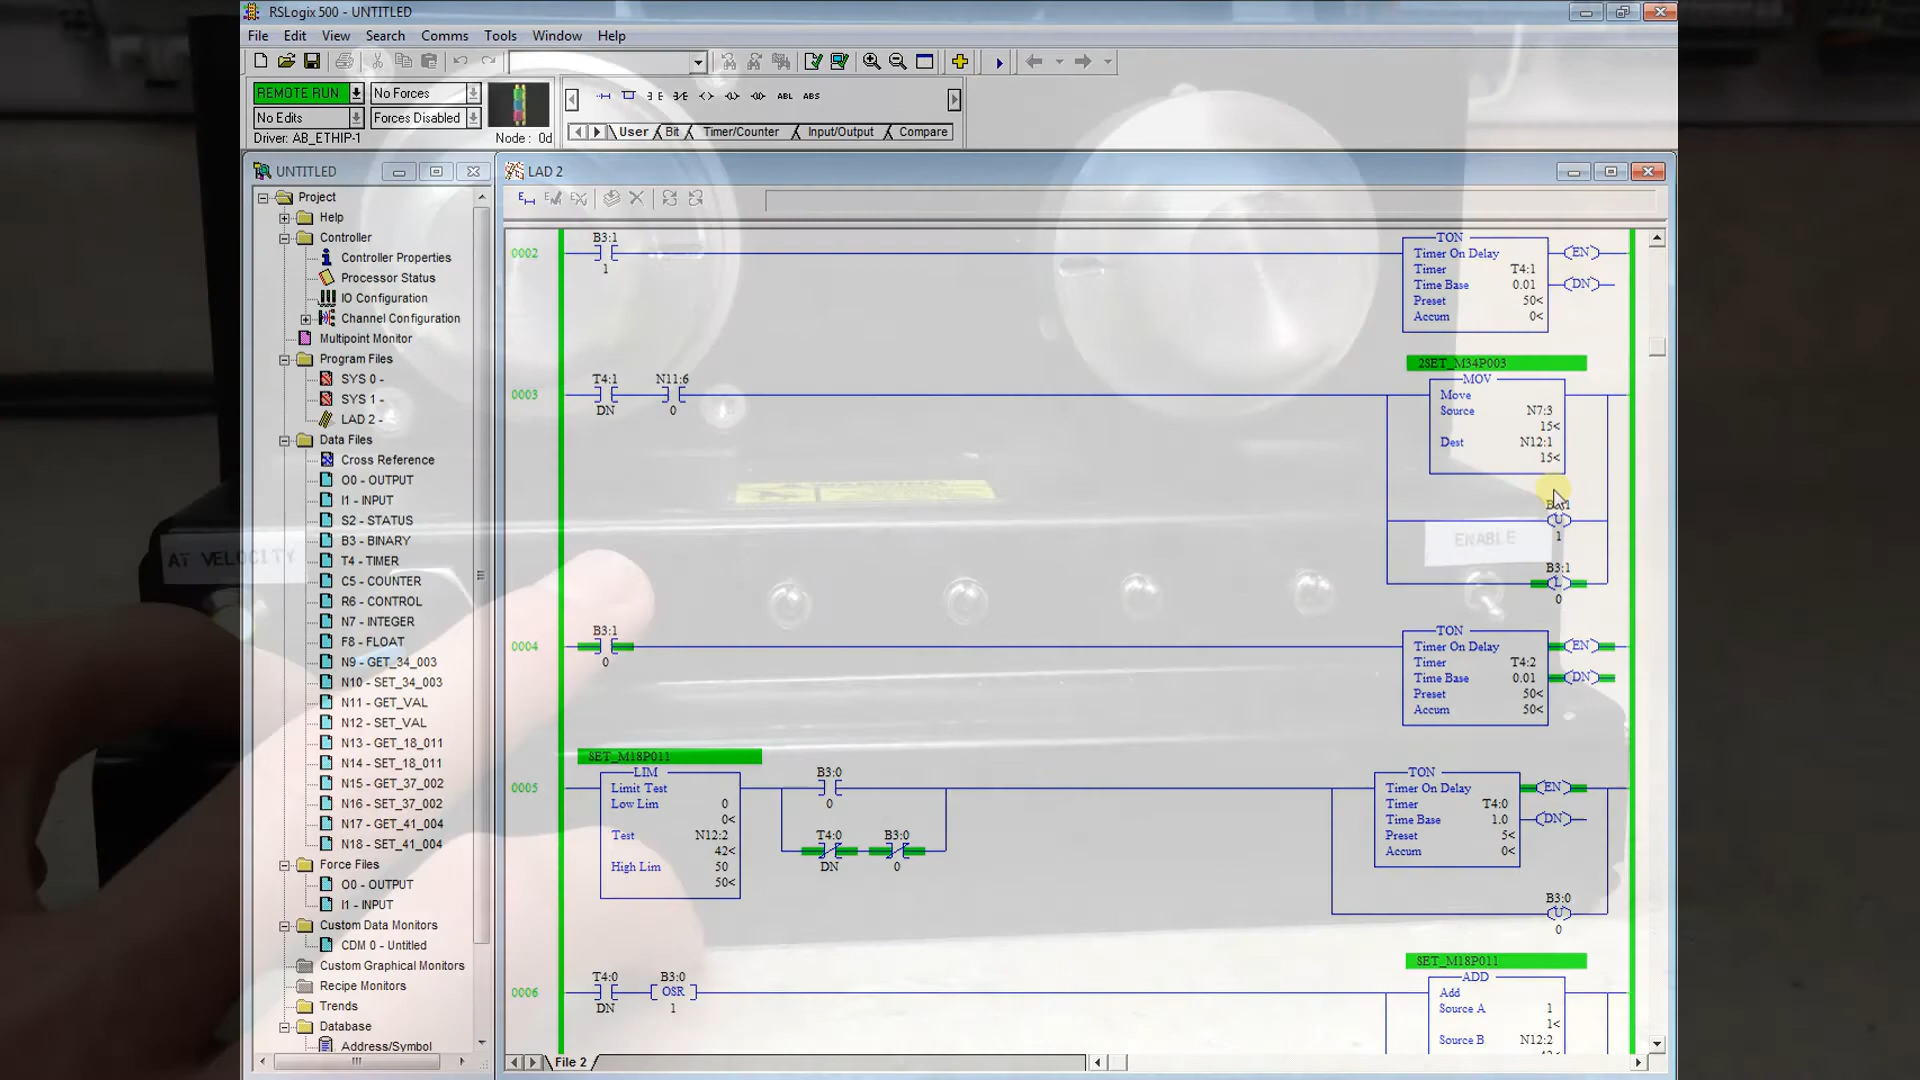 RSLogix 500 - UNTITLED
File Edit View Search Comms Tools Window Help
REMOTE RUN No Forces
No Edits Forces Disabled
Driver: AB_ETHIP-1 Node : 0d
ABL ABS
User Bit Timer/Counter Input/Output Compare
UNTITLED
Project
Help
Controller
Controller Properties
Processor Status
IO Configuration
Channel Configuration
Multipoint Monitor
Program Files
SYS 0 -
SYS 1 -
LAD 2 -
Data Files
Cross Reference
O0 - OUTPUT
I1 - INPUT
S2 - STATUS
B3 - BINARY
T4 - TIMER
C5 - COUNTER
R6 - CONTROL
N7 - INTEGER
F8 - FLOAT
N9 - GET_34_003
N10 - SET_34_003
N11 - GET_VAL
N12 - SET_VAL
N13 - GET_18_011
N14 - SET_18_011
N15 - GET_37_002
N16 - SET_37_002
N17 - GET_41_004
N18 - SET_41_004
Force Files
O0 - OUTPUT
I1 - INPUT
Custom Data Monitors
CDM 0 - Untitled
Custom Graphical Monitors
Recipe Monitors
Trends
Database
Address/Symbol
LAD 2
0002
B3:1
1
TON
Timer On Delay
Timer T4:1
Time Base 0.01
Preset 50<
Accum 0<
EN
DN
2SET_M34P003
0003
T4:1 N11:6
DN 0
MOV
Move
Source N7:3
15<
Dest N12:1
15<
U
1
B3:1
L
0
0004
B3:1
0
TON
Timer On Delay
Timer T4:2
Time Base 0.01
Preset 50<
Accum 50<
EN
DN
SET_M18P011
0005
LIM
Limit Test
Low Lim 0
0<
Test N12:2
42<
High Lim 50
50<
B3:0
0
T4:0 B3:0
DN 0
TON
Timer On Delay
Timer T4:0
Time Base 1.0
Preset 5<
Accum 0<
EN
DN
B3:0
U
0
SET_M18P011
0006
T4:0 B3:0
OSR
DN 1
ADD
Add
Source A 1
1<
Source B N12:2
File 2
AT VELOCITY
ENABLE